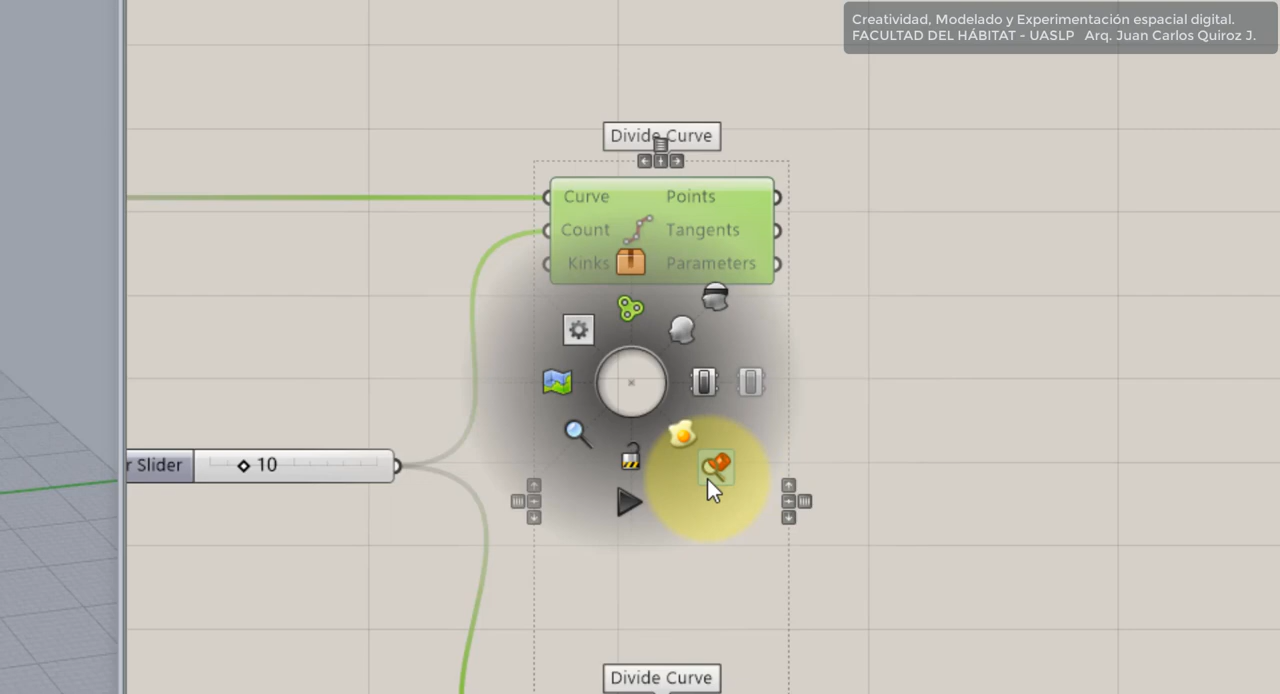 Creatividad, Modelado y Experimentación espacial digital.
FACULTAD DEL HÁBITAT - UASLP   Arq. Juan Carlos Quiroz J.
Divide Curve
Curve Points
Count Tangents
Kinks Parameters
r Slider 10
Divide Curve